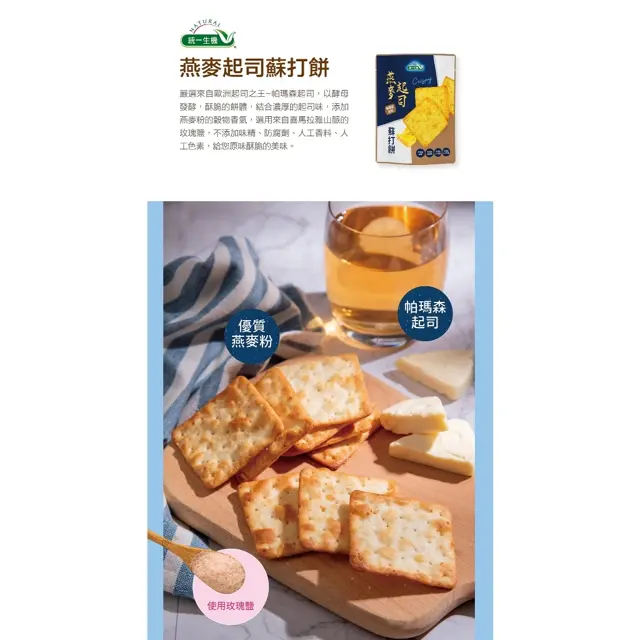 NATURAL
統一生機
燕麥起司蘇打餅
嚴選來自歐洲起司之王~帕瑪森起司，以酵母
發酵，酥脆的餅體，結合濃厚的起司味，添加
燕麥粉的穀物香氣，選用來自喜馬拉雅山脈的
玫瑰鹽，不添加味精、防腐劑、人工香料、人
工色素，給您原味酥脆的美味。
燕麥
起司
蘇打餅
Crispy
優質
燕麥粉
帕瑪森
起司
使用玫瑰鹽